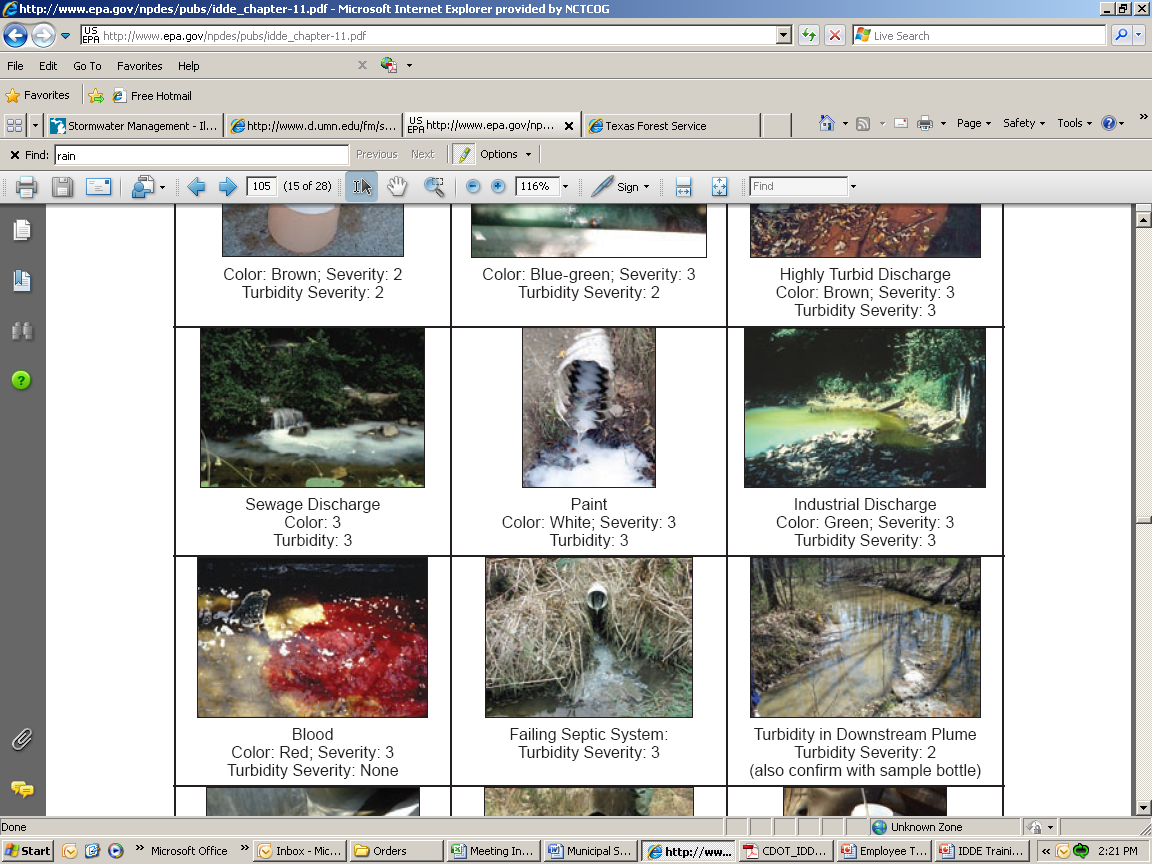 http://www.epa.gov/npdes/pubs/idde_chapter-11.pdf - Microsoft Internet Explorer provided by NCTCOG
US EPA http://www.epa.gov/npdes/pubs/idde_chapter-11.pdf
Live Search
File Edit Go To Favorites Help
Favorites Free Hotmail
Stormwater Management - Il... http://www.d.umn.edu/fm/s... US EPA http://www.epa.gov/np... Texas Forest Service Page Safety Tools
Find: rain Previous Next Options
105 (15 of 28) 116% Sign Find
Color: Brown; Severity: 2
Turbidity Severity: 2
Color: Blue-green; Severity: 3
Turbidity Severity: 2
Highly Turbid Discharge
Color: Brown; Severity: 3
Turbidity Severity: 3
Sewage Discharge
Color: 3
Turbidity: 3
Paint
Color: White; Severity: 3
Turbidity: 3
Industrial Discharge
Color: Green; Severity: 3
Turbidity Severity: 3
Blood
Color: Red; Severity: 3
Turbidity Severity: None
Failing Septic System:
Turbidity Severity: 3
Turbidity in Downstream Plume
Turbidity Severity: 2
(also confirm with sample bottle)
Done Unknown Zone
Start Microsoft Office Inbox - Mic... Orders Meeting In... Municipal S... http://ww... CDOT_IDD... Employee T... IDDE Traini... 2:21 PM